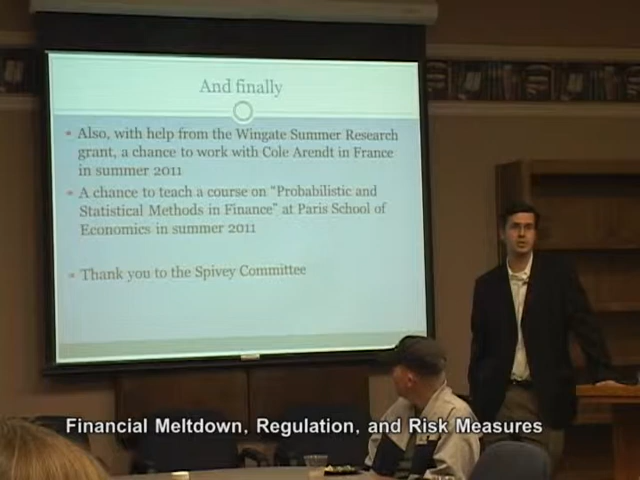 And finally
Also, with help from the Wingate Summer Research
grant, a chance to work with Cole Arendt in France
in summer 2011
A chance to teach a course on "Probabilistic and
Statistical Methods in Finance" at Paris School of
Economics in summer 2011
Thank you to the Spivey Committee
Financial Meltdown, Regulation, and Risk Measures